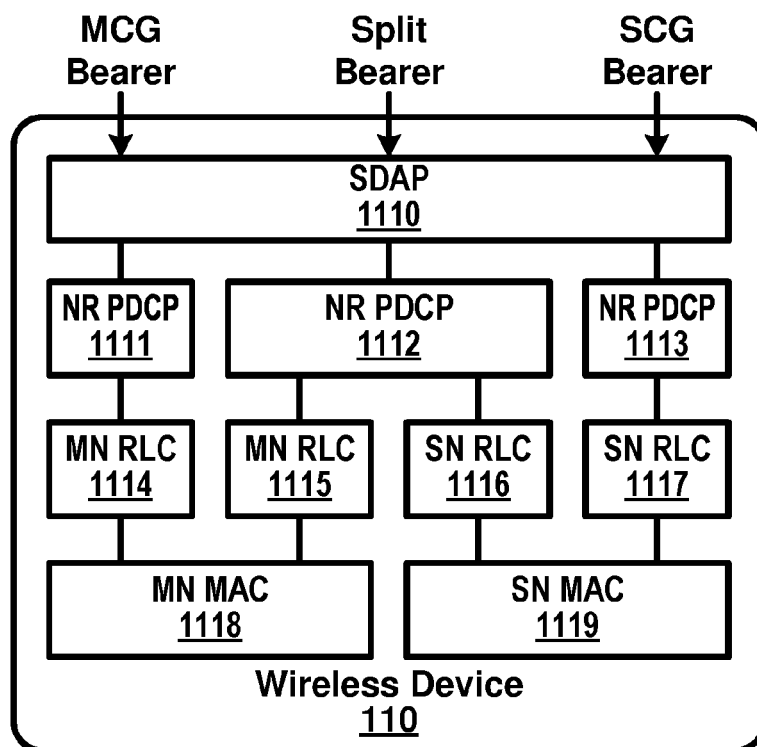 MCG Bearer
Split Bearer
SCG Bearer
SDAP
1110
NR PDCP
1111
NR PDCP
1112
NR PDCP
1113
MN RLC
1114
MN RLC
1115
SN RLC
1116
SN RLC
1117
MN MAC
1118
SN MAC
1119
Wireless Device
110